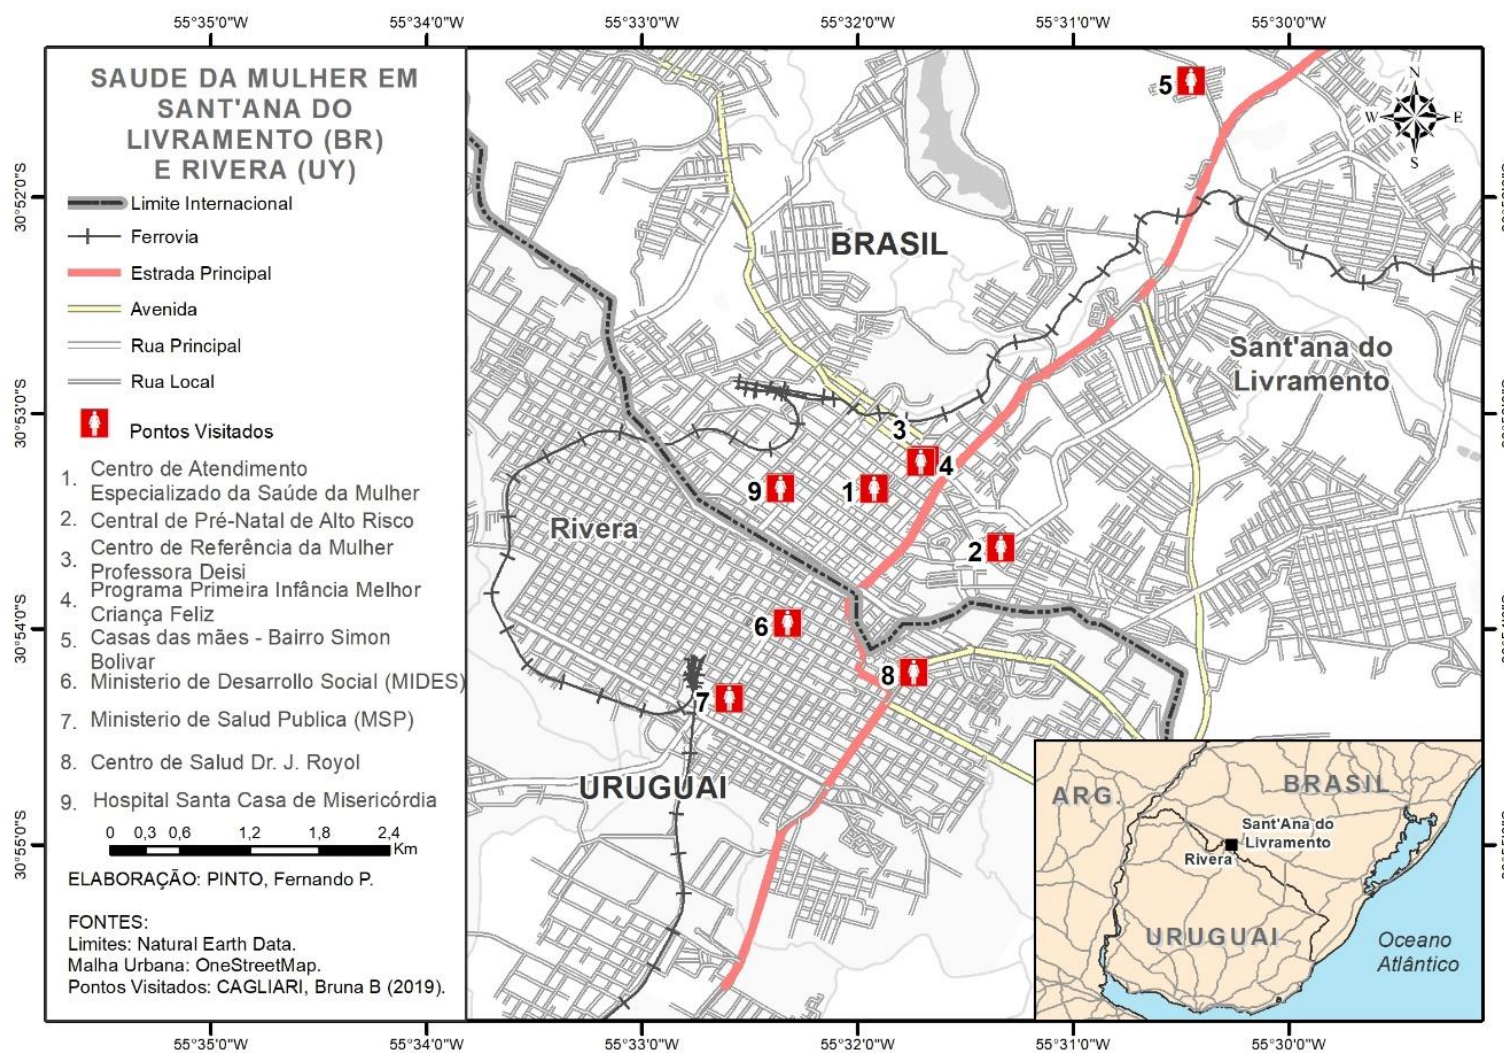 55°35'0"W 55°34'0"W 55°33'0"W 55°32'0"W 55°31'0"W 55°30'0"W
SAUDE DA MULHER EM
SANT'ANA DO
LIVRAMENTO (BR)
E RIVERA (UY)
Limite Internacional
Ferrovia
Estrada Principal
Avenida
Rua Principal
Rua Local
Pontos Visitados
1. Centro de Atendimento
Especializado da Saúde da Mulher
2. Central de Pré-Natal de Alto Risco
3. Centro de Referência da Mulher
Professora Deisi
4. Programa Primeira Infância Melhor
Criança Feliz
5. Casas das mães - Bairro Simon
Bolivar
6. Ministerio de Desarrollo Social (MIDES)
7. Ministerio de Salud Publica (MSP)
8. Centro de Salud Dr. J. Royol
9. Hospital Santa Casa de Misericórdia
0 0,3 0,6 1,2 1,8 2,4
Km
ELABORAÇÃO: PINTO, Fernando P.
FONTES:
Limites: Natural Earth Data.
Malha Urbana: OneStreetMap.
Pontos Visitados: CAGLIARI, Bruna B (2019).
30°52'0"S
30°53'0"S
30°54'0"S
30°55'0"S
5
N
W E
S
BRASIL
Sant'ana do
Livramento
3
4
9
1
Rivera
2
6
8
7
URUGUAI
BRASIL
ARG.
Sant'Ana do
Livramento
Rivera
URUGUAI
Oceano
Atlântico
55°35'0"W 55°34'0"W 55°33'0"W 55°32'0"W 55°31'0"W 55°30'0"W